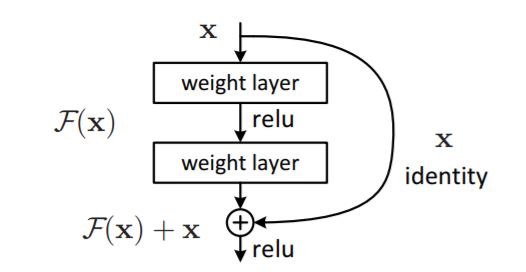 x
weight layer
relu
F(x)
x
weight layer
identity
F(x) + x
relu